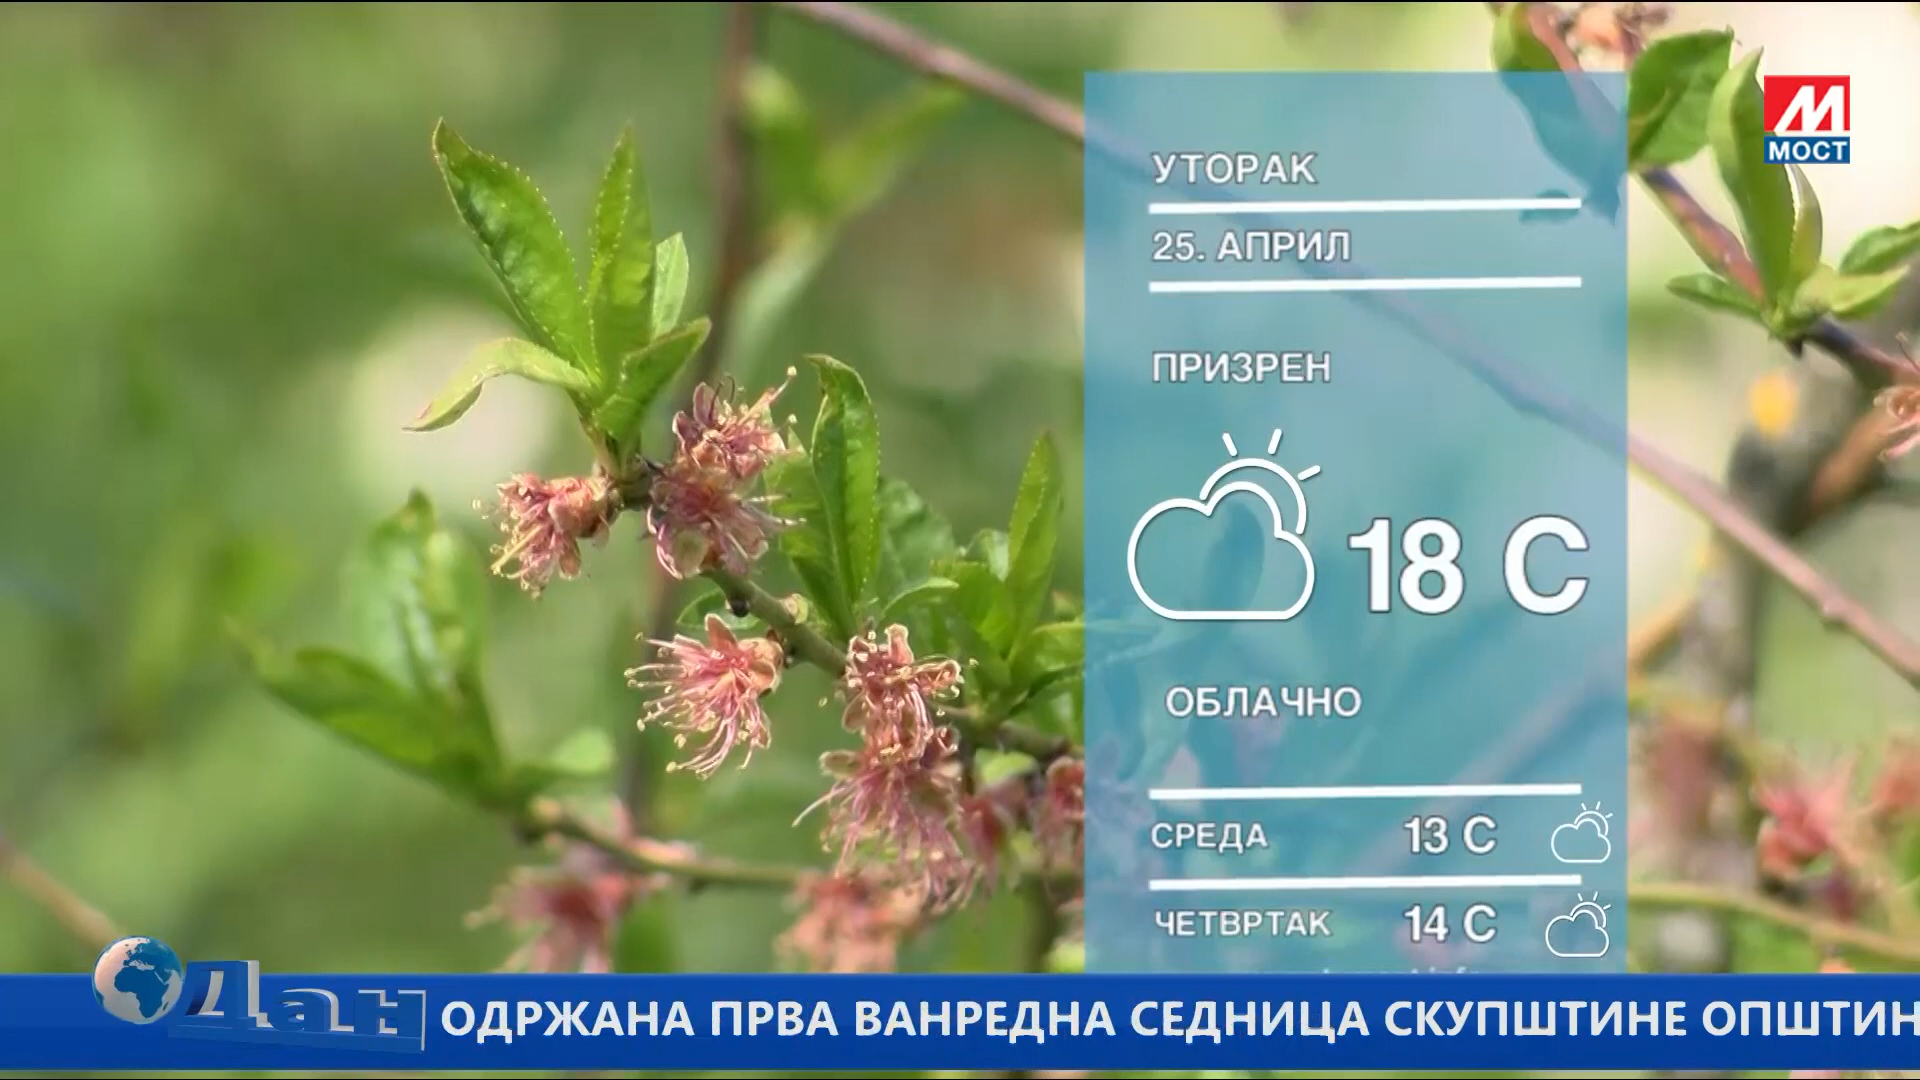 М
МОСТ
УТОРАК
25. АПРИЛ
ПРИЗРЕН
18 C
ОБЛАЧНО
СРЕДА 13 C
ЧЕТВРТАК 14 C
Дан ОДРЖАНА ПРВА ВАНРЕДНА СЕДНИЦА СКУПШТИНЕ ОПШТИН